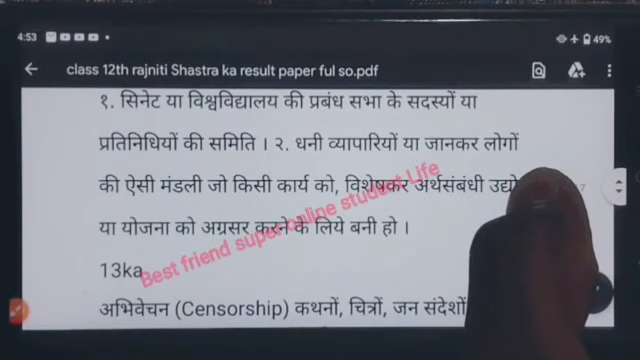 4:53
49%
class 12th rajniti Shastra ka result paper ful so.pdf
१. सिनेट या विश्वविद्यालय की प्रबंध सभा के सदस्यों या
प्रतिनिधियों की समिति । २. धनी व्यापारियों या जानकर लोगों
की ऐसी मंडली जो किसी कार्य को, विशेषकर अर्थसंबंधी
या योजना को अग्रसर करने के लिये बनी हो ।
Best friend super online student Life
13ka
अभिवेचन (Censorship) कथनों, चित्रों, जन संदेशों